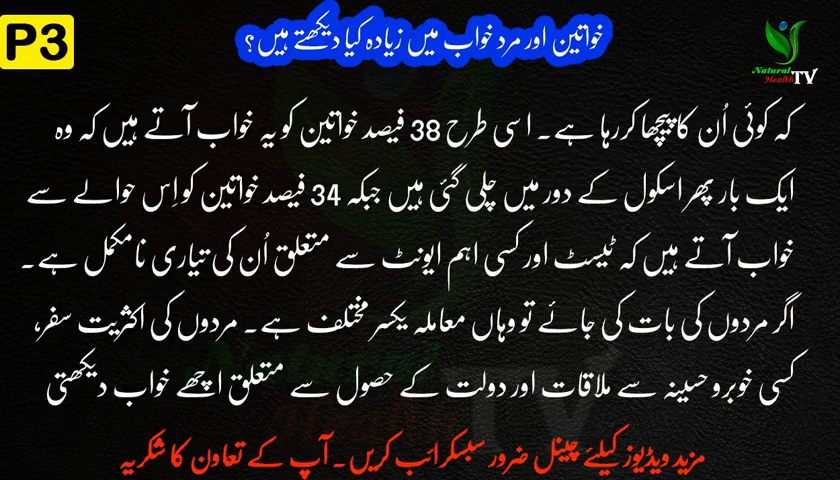 P3
خواتین اور مرد خواب میں زیادہ کیا دیکھتے ہیں؟
Natural
Health TV
کہ کوئی اُن کا پیچھا کر رہا ہے۔ اسی طرح 38 فیصد خواتین کو یہ خواب آتے ہیں کہ وہ
ایک بار پھر اسکول کے دور میں چلی گئی ہیں جبکہ 34 فیصد خواتین کو اِس حوالے سے
خواب آتے ہیں کہ ٹیسٹ اور کسی اہم ایونٹ سے متعلق اُن کی تیاری نامکمل ہے۔
اگر مردوں کی بات کی جائے تو وہاں معاملہ یکسر مختلف ہے۔ مردوں کی اکثریت سفر،
کسی خوبرو حسینہ سے ملاقات اور دولت کے حصول سے متعلق اچھے خواب دیکھتی
مزید ویڈیوز کیلئے چینل ضرور سبسکرائب کریں۔ آپ کے تعاون کا شکریہ